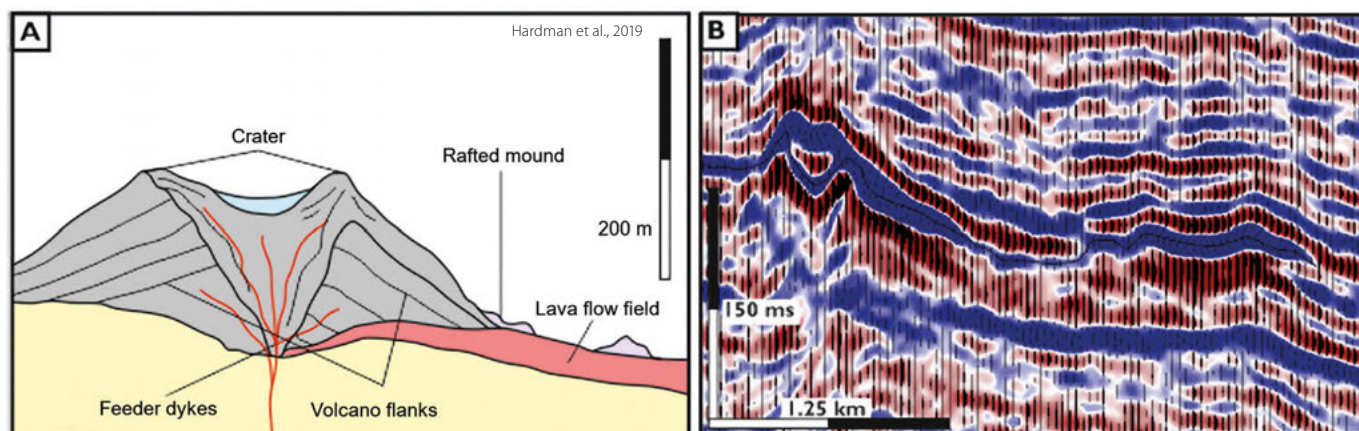 A
Hardman et al., 2019
Crater
Rafted mound
200 m
Lava flow field
Feeder dykes
Volcano flanks
B
150 ms
1.25 km